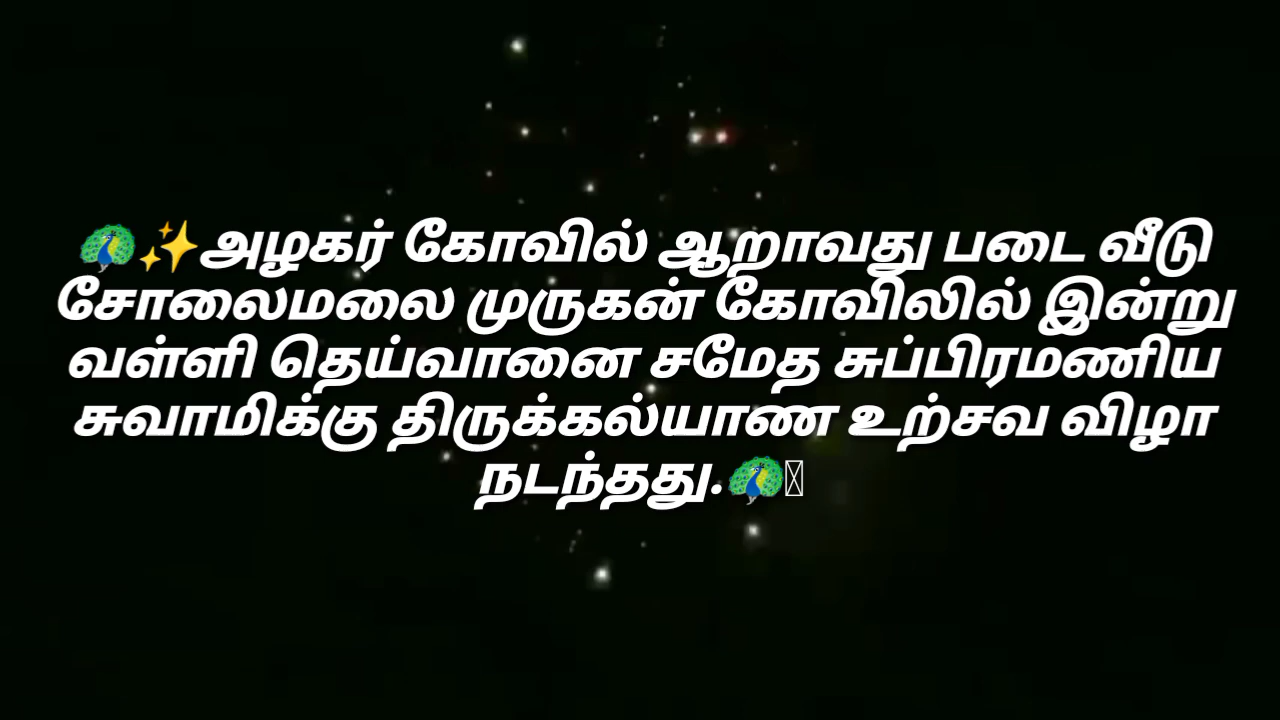 🦚✨அழகர் கோவில் ஆறாவது படை வீடு
சோலைமலை முருகன் கோவிலில் இன்று
வள்ளி தெய்வானை சமேத சுப்பிரமணிய
சுவாமிக்கு திருக்கல்யாண உற்சவ விழா
நடந்தது.🦚